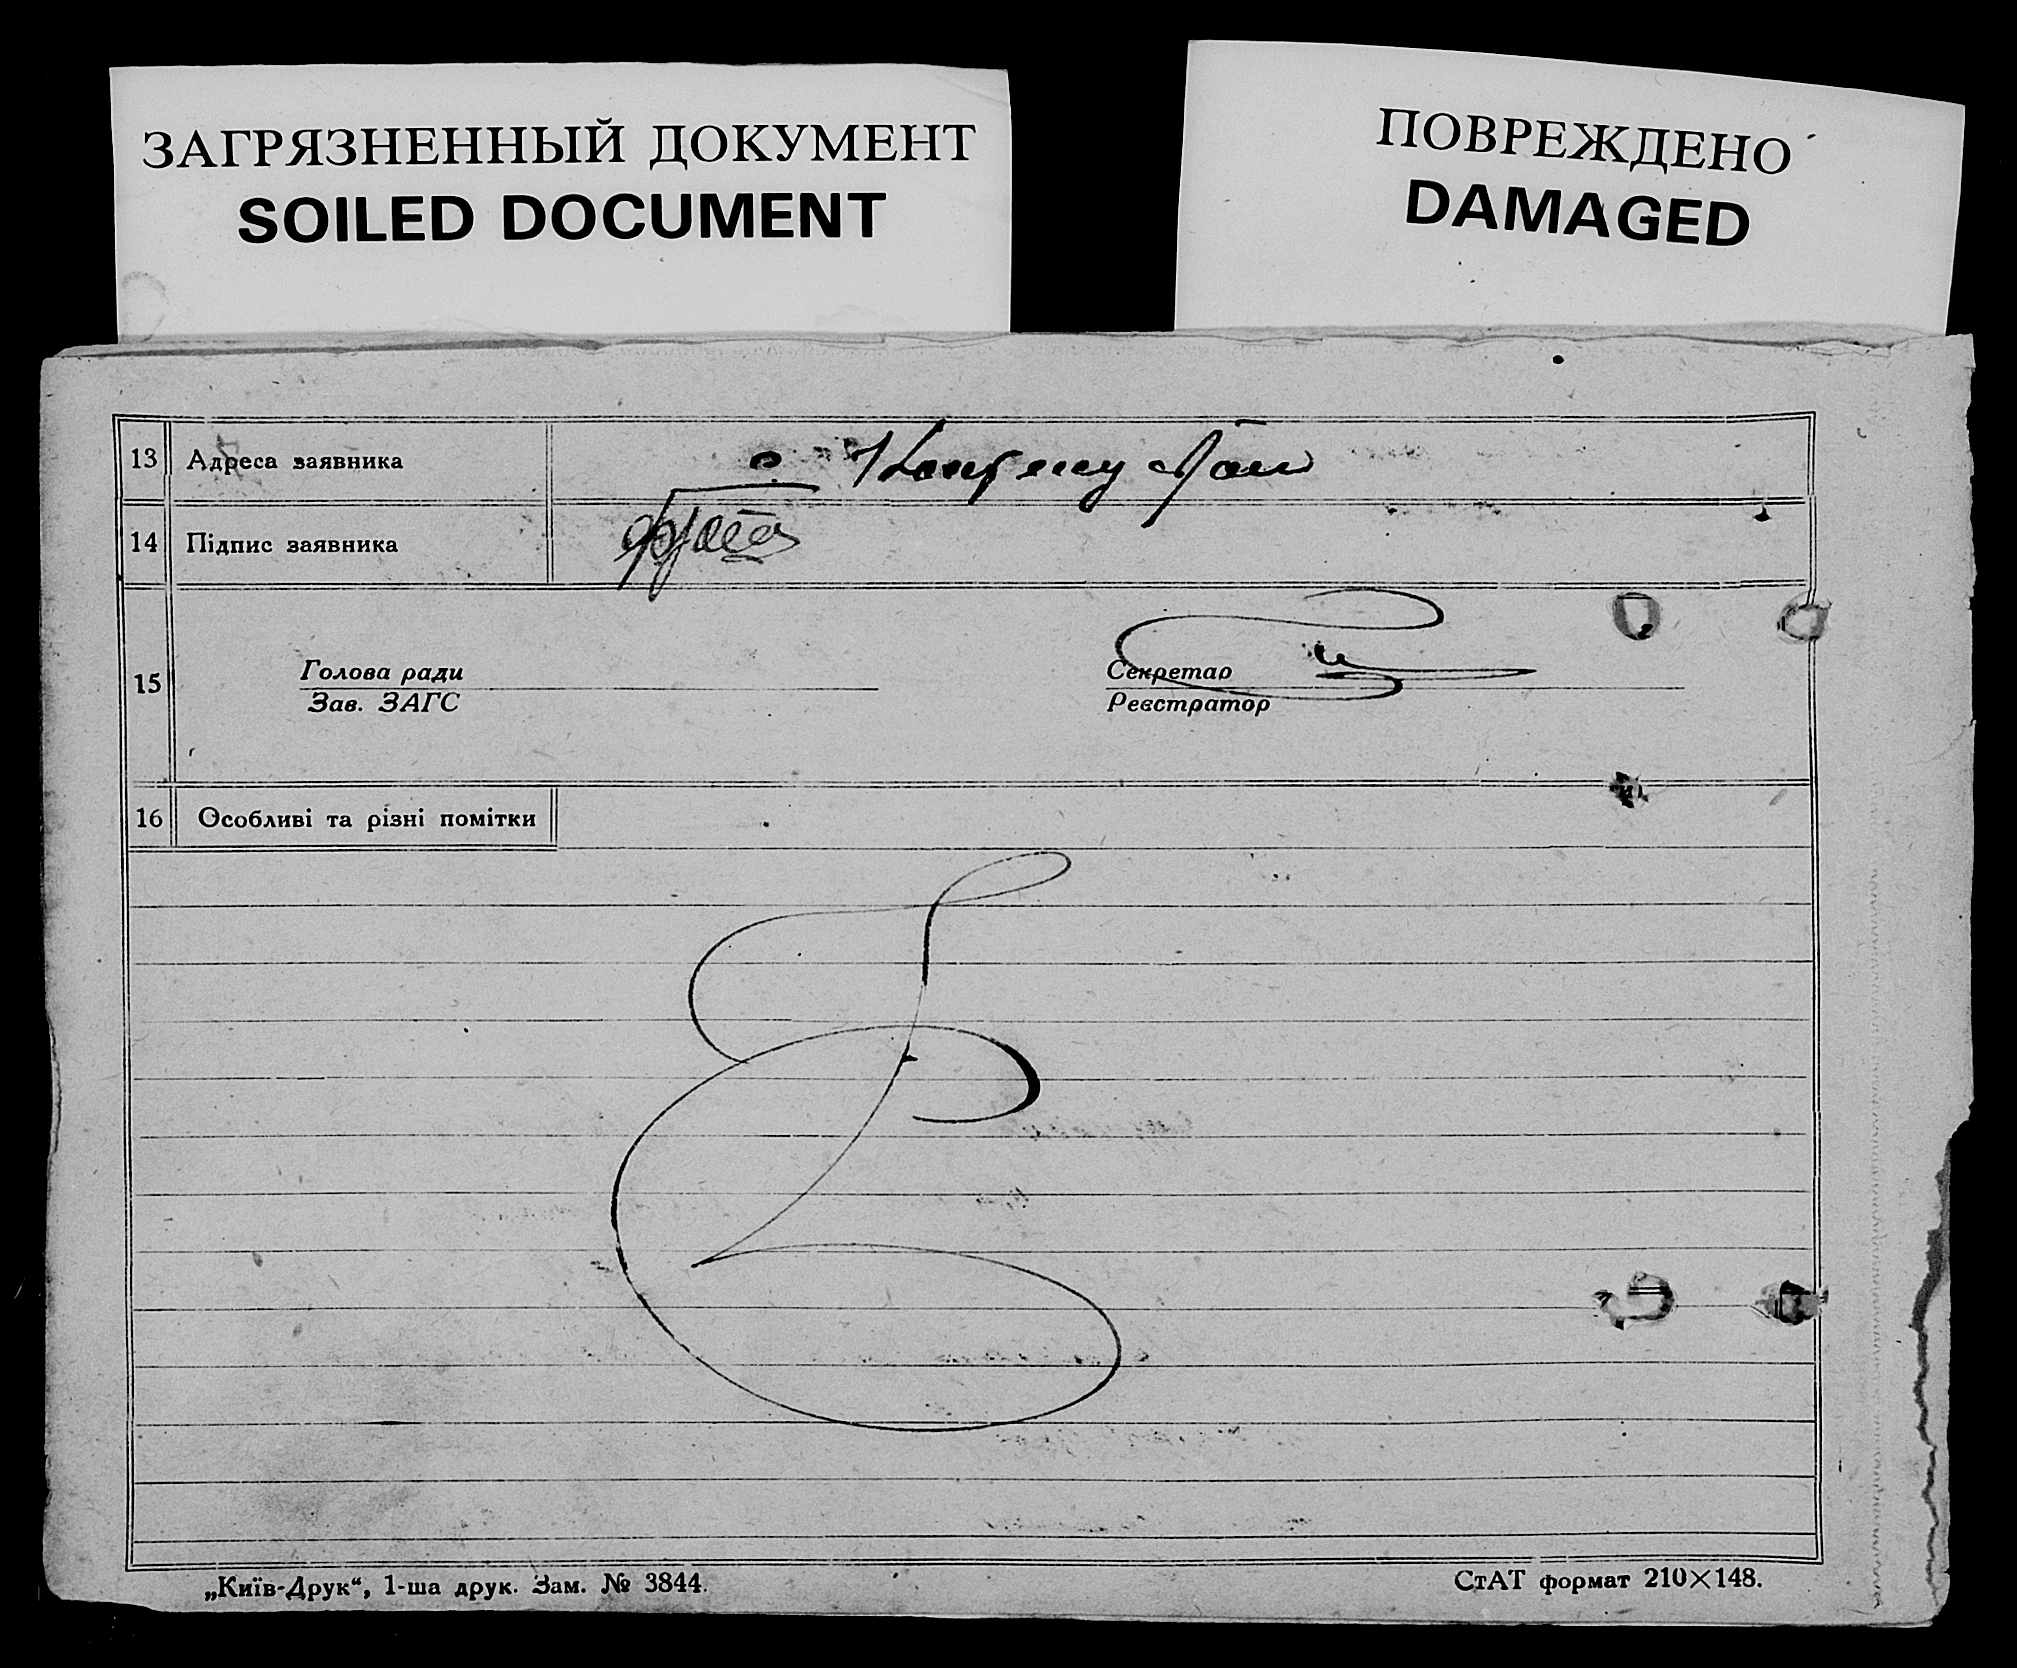 ЗАГРЯЗНЕННЫЙ ДОКУМЕНТ
SOILED DOCUMENT
ПОВРЕЖДЕНО
DAMAGED
13 Адреса заявника с.
14 Підпис заявника
15 Голова ради Секретар
Зав. ЗАГС Реєстратор
16 Особливі та різні помітки
„Київ-Друк“, 1-ша друк. Зам. № 3844.
СтАТ формат 210×148.